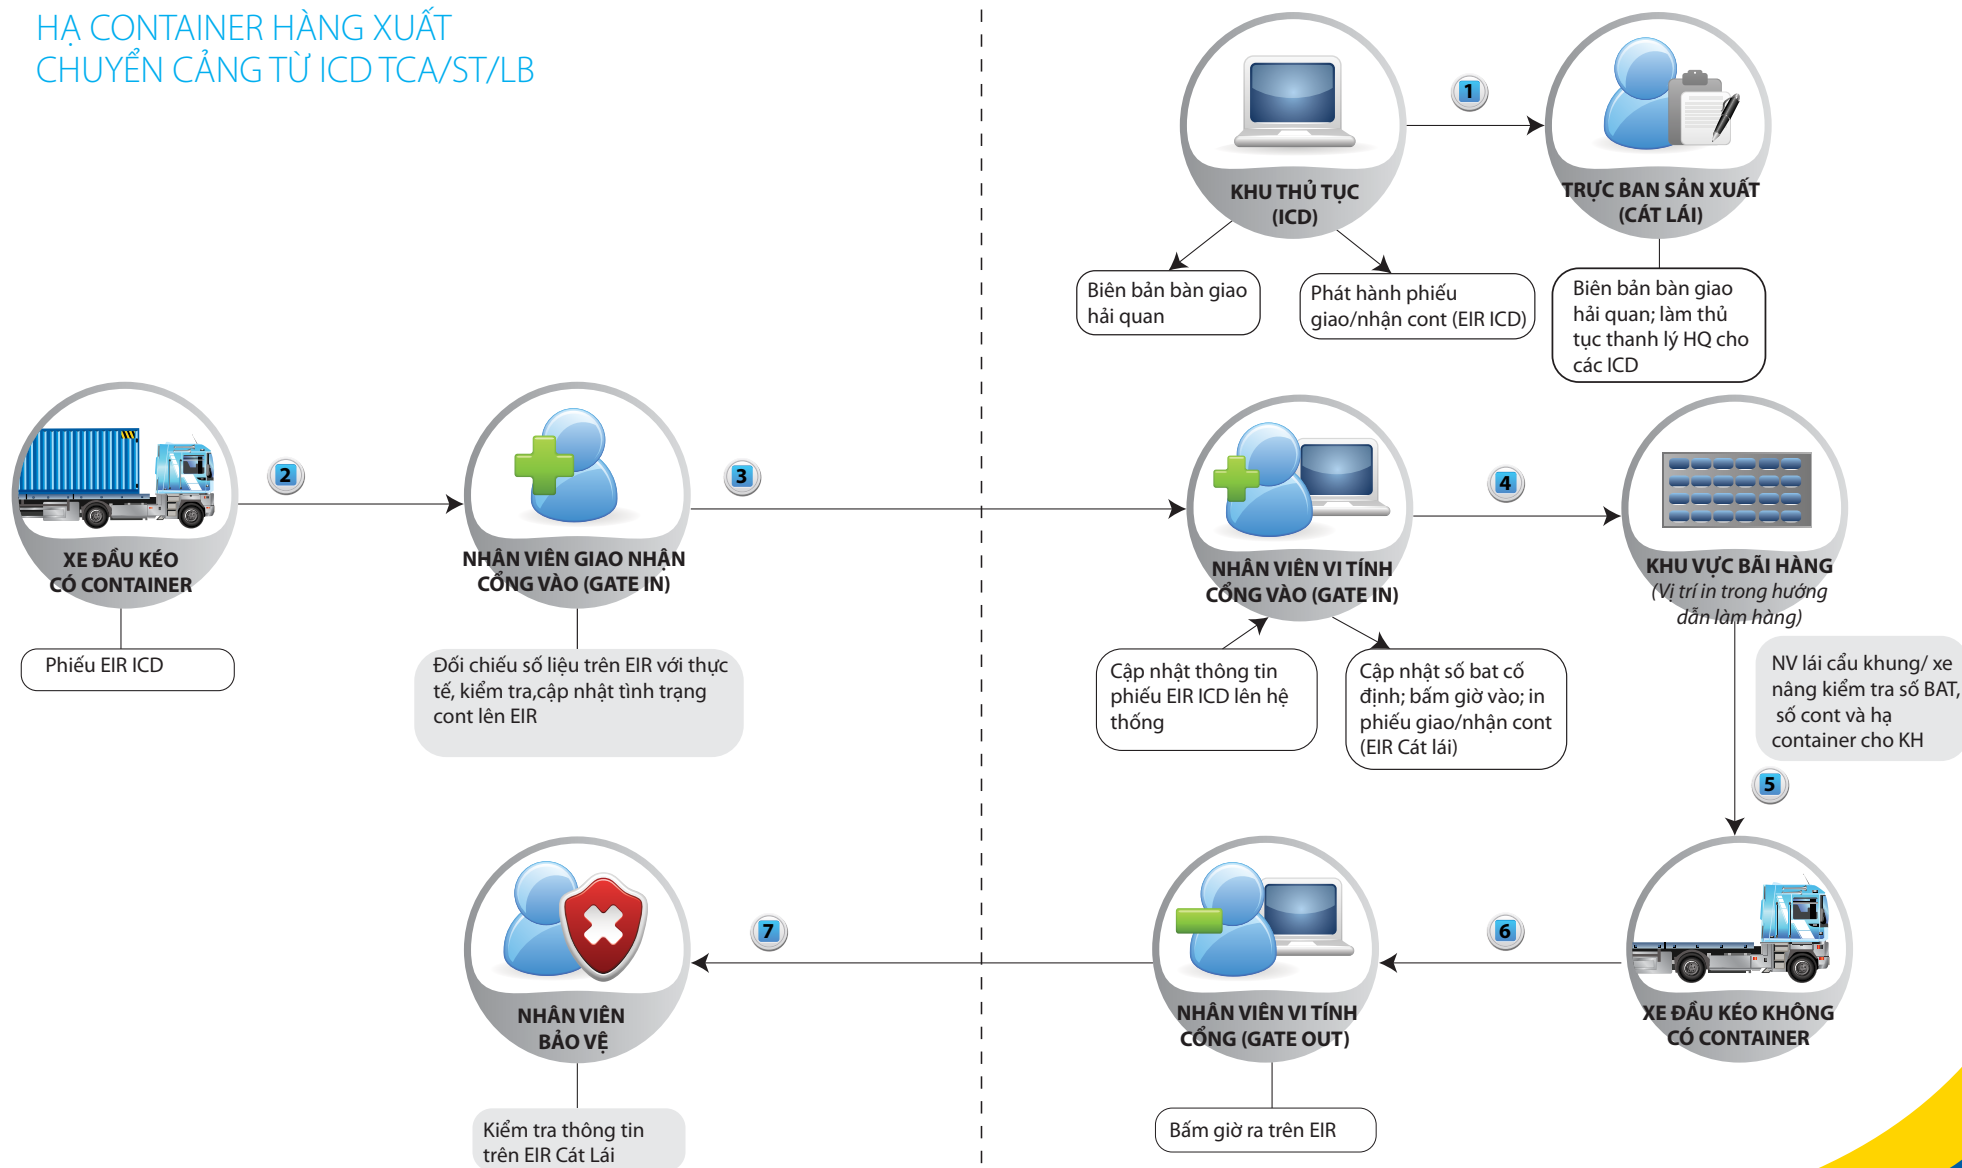 HẠ CONTAINER HÀNG XUẤT
CHUYỂN CẢNG TỪ ICD TCA/ST/LB
1
KHU THỦ TỤC
(ICD)
TRỰC BAN SẢN XUẤT
(CÁT LÁI)
Biên bản bàn giao
hải quan
Phát hành phiếu
giao/nhận cont (EIR ICD)
Biên bản bàn giao
hải quan; làm thủ
tục thanh lý HQ cho
các ICD
2
3
4
XE ĐẦU KÉO
CÓ CONTAINER
NHÂN VIÊN GIAO NHẬN
CỔNG VÀO (GATE IN)
NHÂN VIÊN VI TÍNH
CỔNG VÀO (GATE IN)
KHU VỰC BÃI HÀNG
(Vị trí in trong hướng
dẫn làm hàng)
Phiếu EIR ICD
Đối chiếu số liệu trên EIR với thực
tế, kiểm tra,cập nhật tình trạng
cont lên EIR
Cập nhật thông tin
phiếu EIR ICD lên hệ
thống
Cập nhật số bat cố
định; bấm giờ vào; in
phiếu giao/nhận cont
(EIR Cát lái)
NV lái cẩu khung/ xe
nâng kiểm tra số BAT,
số cont và hạ
container cho KH
5
7
6
NHÂN VIÊN
BẢO VỆ
NHÂN VIÊN VI TÍNH
CỔNG (GATE OUT)
XE ĐẦU KÉO KHÔNG
CÓ CONTAINER
Kiểm tra thông tin
trên EIR Cát Lái
Bấm giờ ra trên EIR